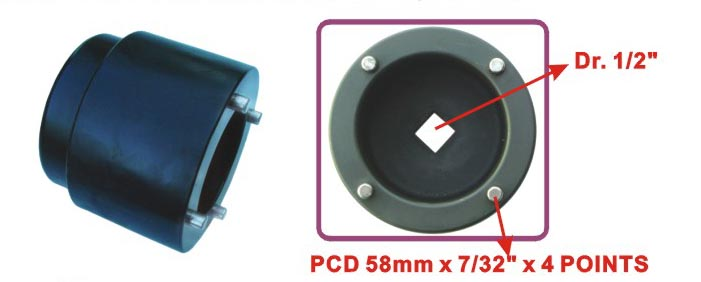 Dr. 1/2"
PCD 58mm x 7/32" x 4 POINTS